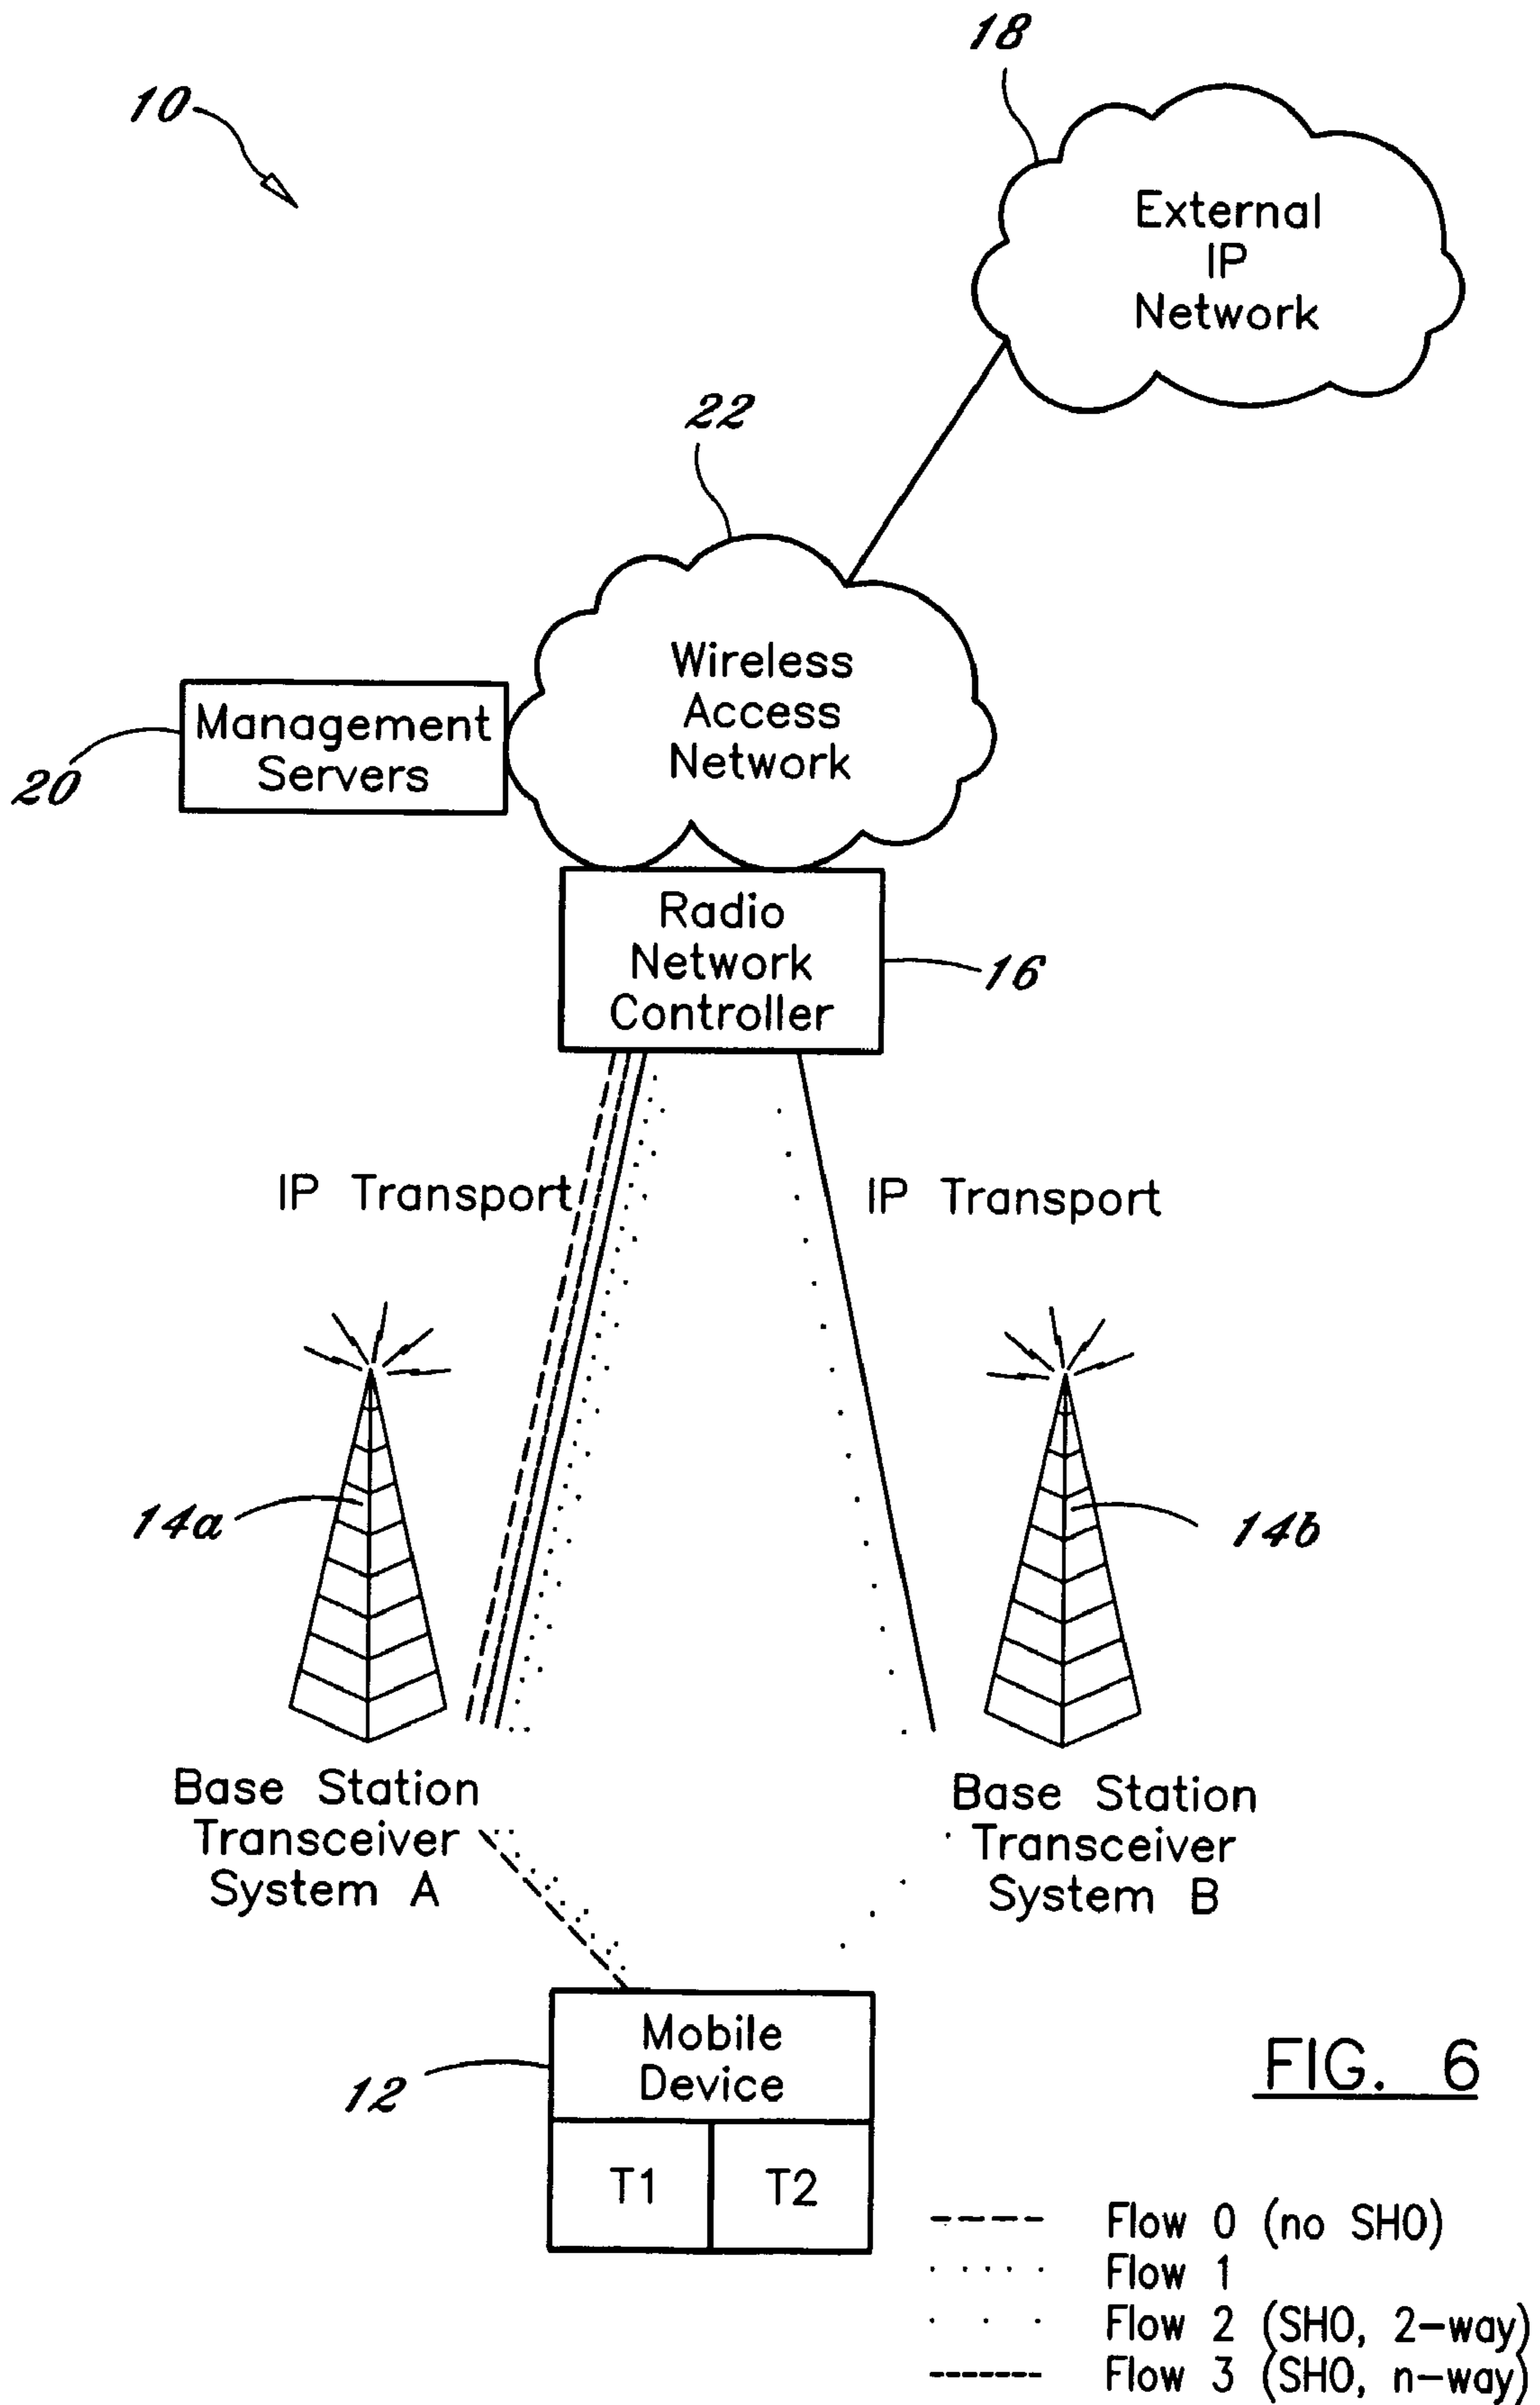 18
10
External
IP
Network
22
Wireless
Access
Network
Management
Servers
20
Radio
Network
Controller
16
IP Transport
IP Transport
14a
14b
Base Station
Transceiver
System A
Base Station
Transceiver
System B
Mobile
Device
12
T1
T2
FIG. 6
Flow 0 (no SHO)
Flow 1
Flow 2 (SHO, 2-way)
Flow 3 (SHO, n-way)